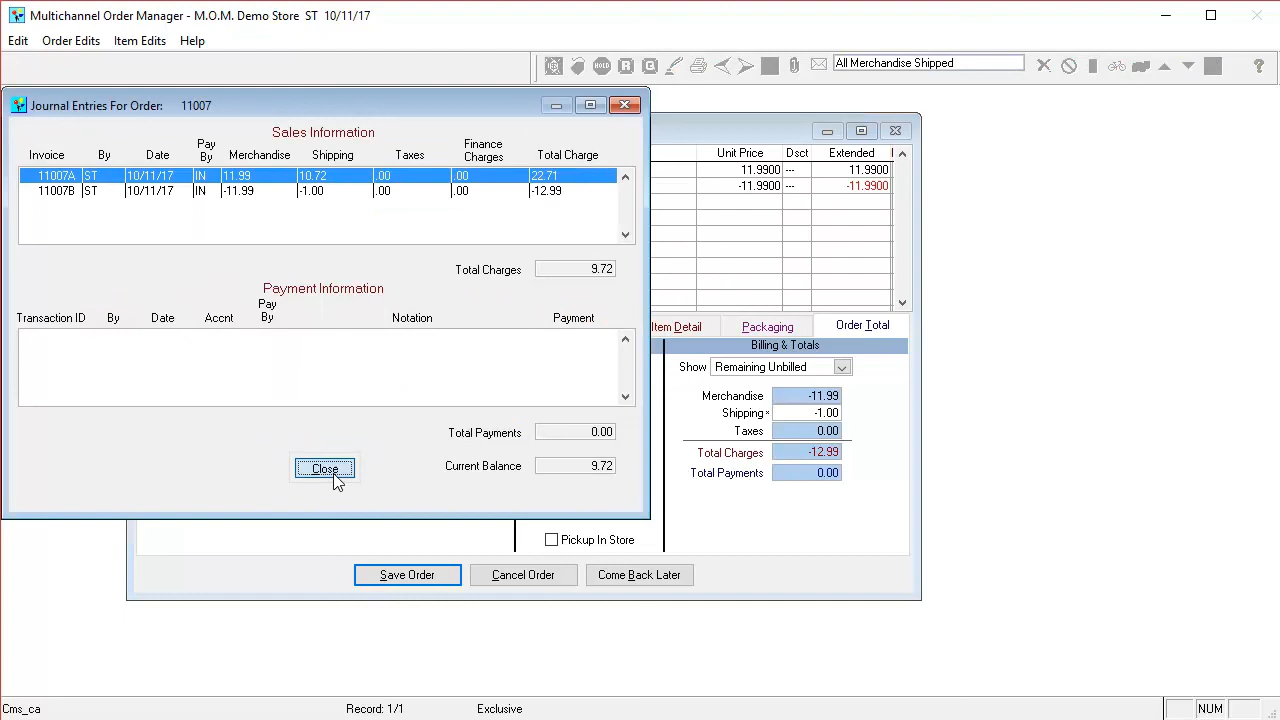 Multichannel Order Manager - M.O.M. Demo Store ST 10/11/17
Edit Order Edits Item Edits Help
HOLD R Q All Merchandise Shipped ?
Journal Entries For Order: 11007
Sales Information
Invoice By Date Pay By Merchandise Shipping Taxes Finance Charges Total Charge
11007A ST 10/11/17 IN 11.99 10.72 .00 .00 22.71
11007B ST 10/11/17 IN -11.99 -1.00 .00 .00 -12.99
Total Charges 9.72
Payment Information
Transaction ID By Date Accnt Pay By Notation Payment
Total Payments 0.00
Close Current Balance 9.72
Unit Price Dsct Extended
11.9900 --- 11.9900
-11.9900 --- -11.9900
Item Detail Packaging Order Total
Billing & Totals
Show Remaining Unbilled
Merchandise -11.99
Shipping× -1.00
Taxes 0.00
Total Charges -12.99
Total Payments 0.00
Pickup In Store
Save Order Cancel Order Come Back Later
Cms_ca Record: 1/1 Exclusive NUM